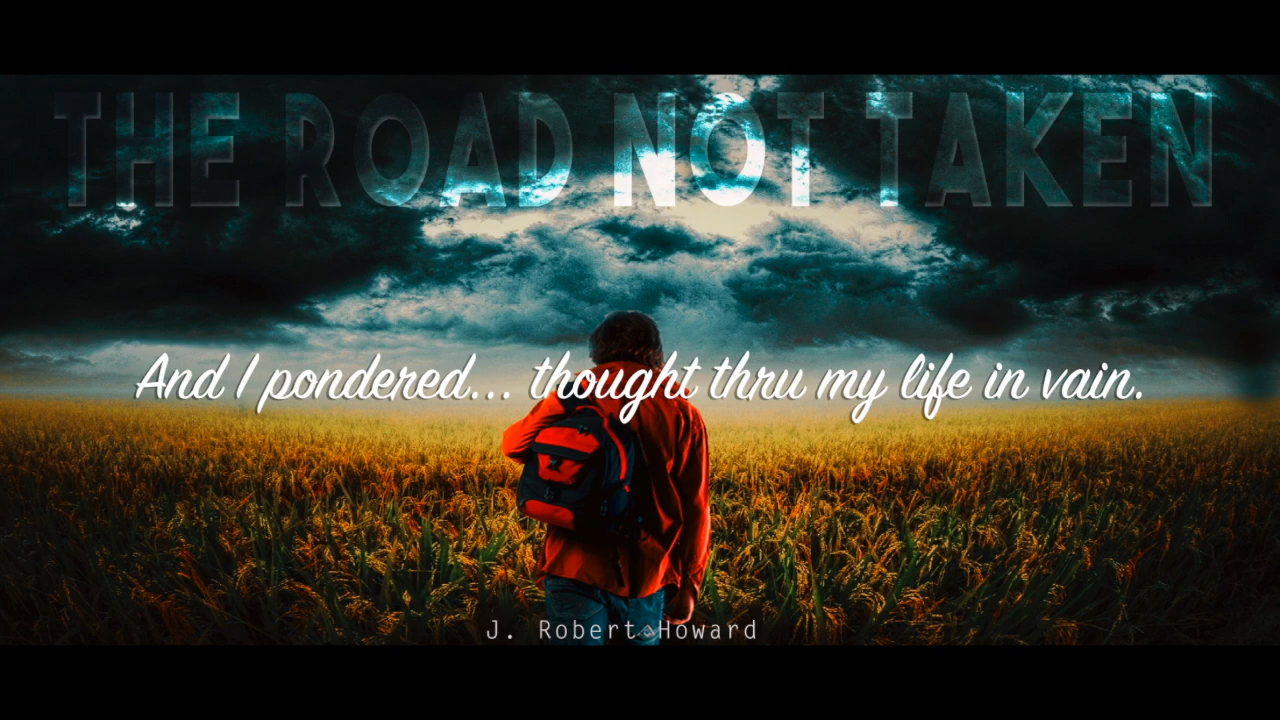 THE ROAD NOT TAKEN
And I pondered... thought thru my life in vain.
J. Robert Howard